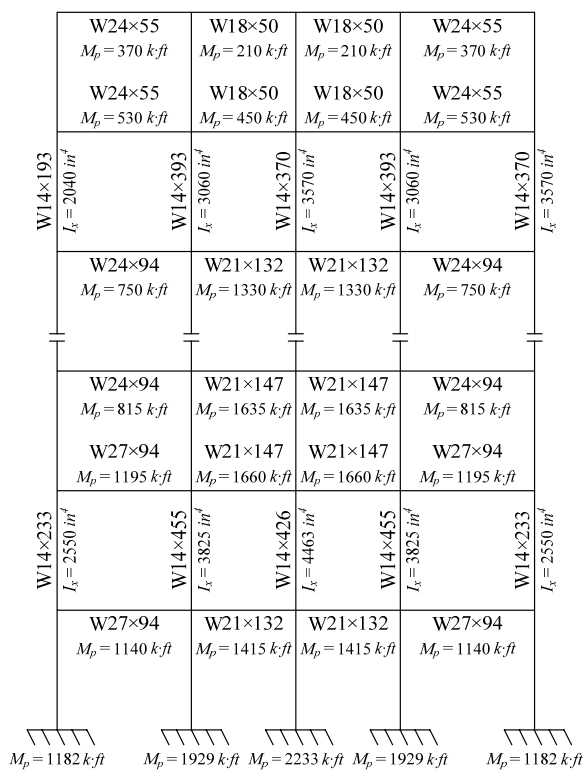 W24×55 W18×50 W18×50 W24×55
Mp = 370 k·ft Mp = 210 k·ft Mp = 210 k·ft Mp = 370 k·ft
W24×55 W18×50 W18×50 W24×55
Mp = 530 k·ft Mp = 450 k·ft Mp = 450 k·ft Mp = 530 k·ft
W14×193
Ix = 2040 in⁴
W14×393
Ix = 3060 in⁴
W14×370
Ix = 3570 in⁴
W14×393
Ix = 3060 in⁴
W14×370
Ix = 3570 in⁴
W24×94 W21×132 W21×132 W24×94
Mp = 750 k·ft Mp = 1330 k·ft Mp = 1330 k·ft Mp = 750 k·ft
W24×94 W21×147 W21×147 W24×94
Mp = 815 k·ft Mp = 1635 k·ft Mp = 1635 k·ft Mp = 815 k·ft
W27×94 W21×147 W21×147 W27×94
Mp = 1195 k·ft Mp = 1660 k·ft Mp = 1660 k·ft Mp = 1195 k·ft
W14×233
Ix = 2550 in⁴
W14×455
Ix = 3825 in⁴
W14×426
Ix = 4463 in⁴
W14×455
Ix = 3825 in⁴
W14×233
Ix = 2550 in⁴
W27×94 W21×132 W21×132 W27×94
Mp = 1140 k·ft Mp = 1415 k·ft Mp = 1415 k·ft Mp = 1140 k·ft
Mp = 1182 k·ft Mp = 1929 k·ft Mp = 2233 k·ft Mp = 1929 k·ft Mp = 1182 k·ft